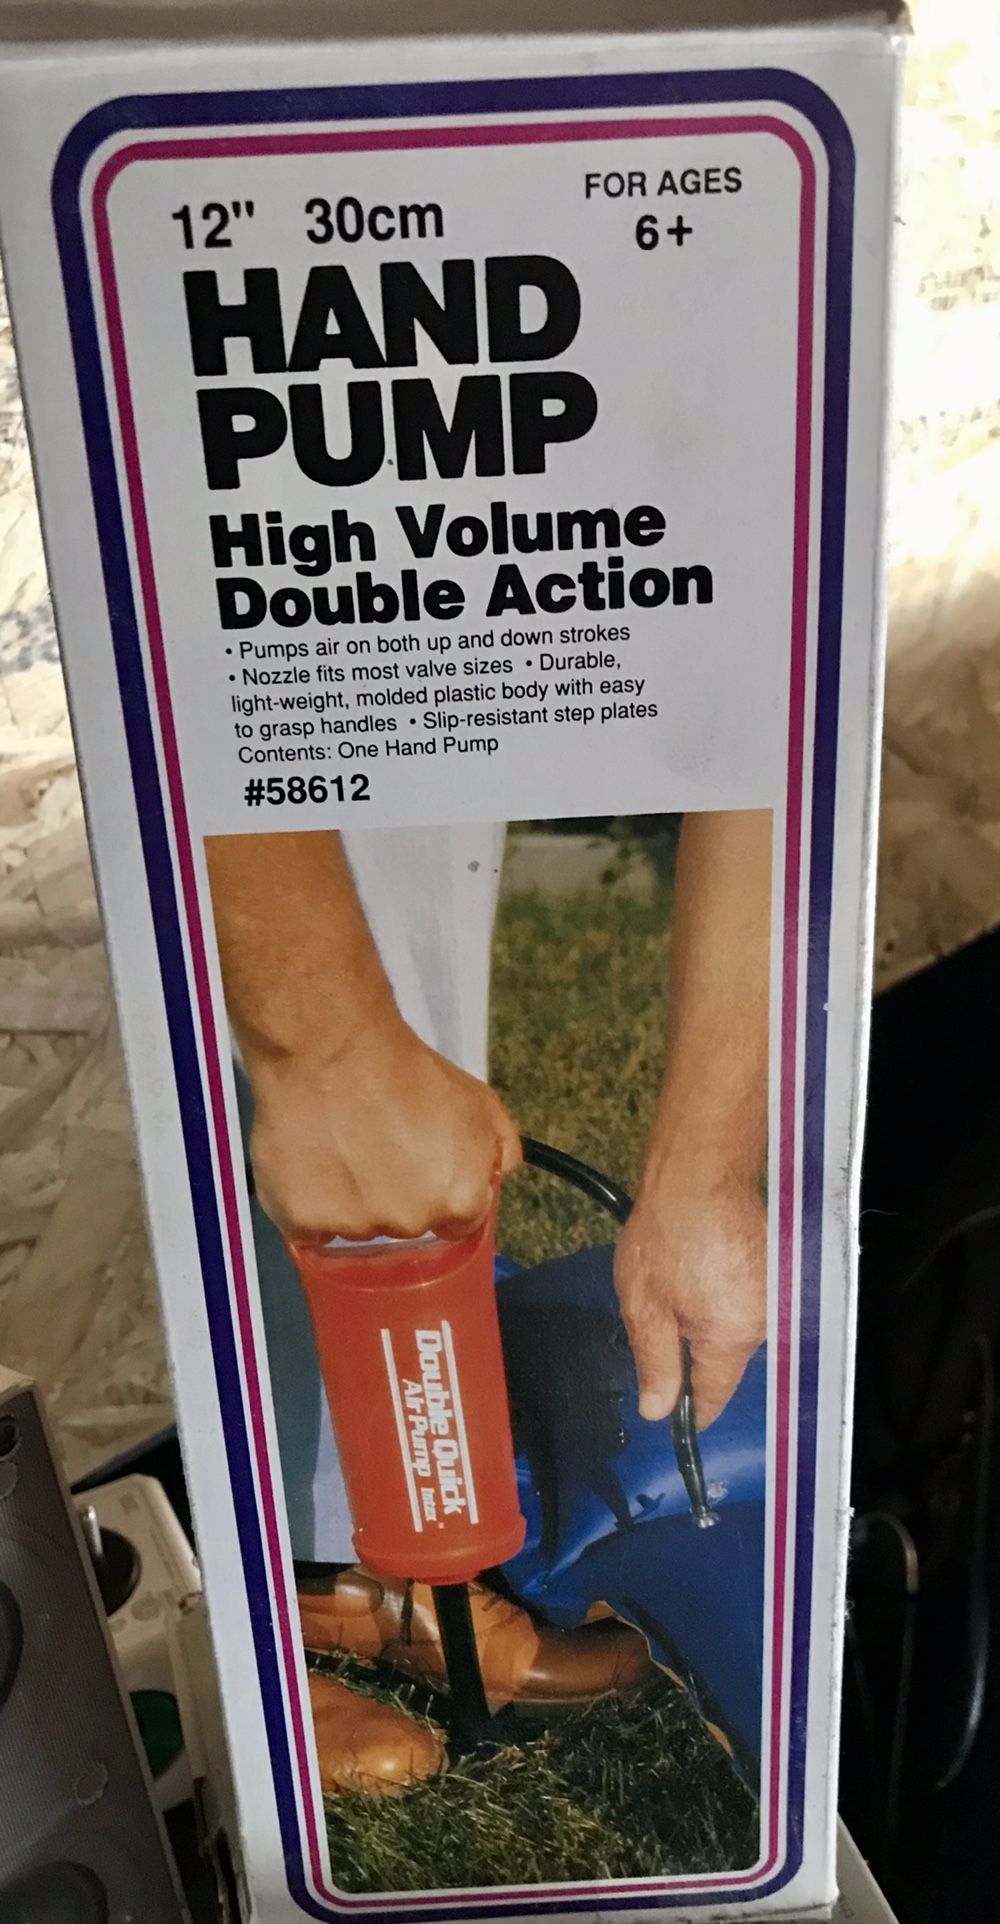 12" 30cm
FOR AGES
6+
HAND
PUMP
High Volume
Double Action
• Pumps air on both up and down strokes
• Nozzle fits most valve sizes • Durable,
light-weight, molded plastic body with easy
to grasp handles • Slip-resistant step plates
Contents: One Hand Pump
#58612
Double Quick
Air Pump Intex